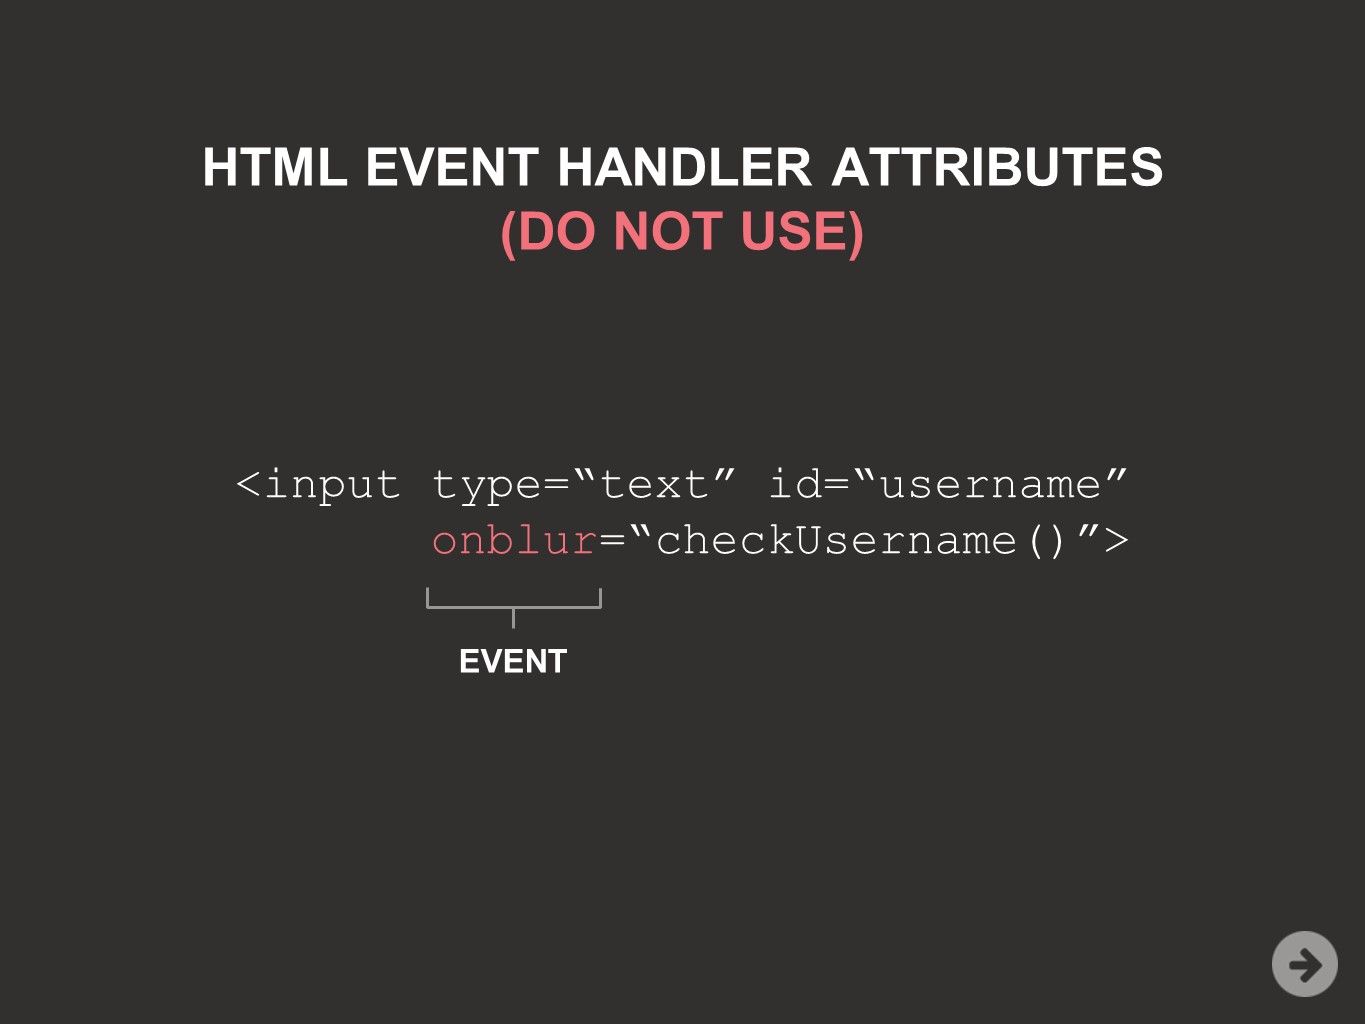 HTML EVENT HANDLER ATTRIBUTES
(DO NOT USE)
<input type=“text” id=“username”
onblur=“checkUsername()”>
EVENT